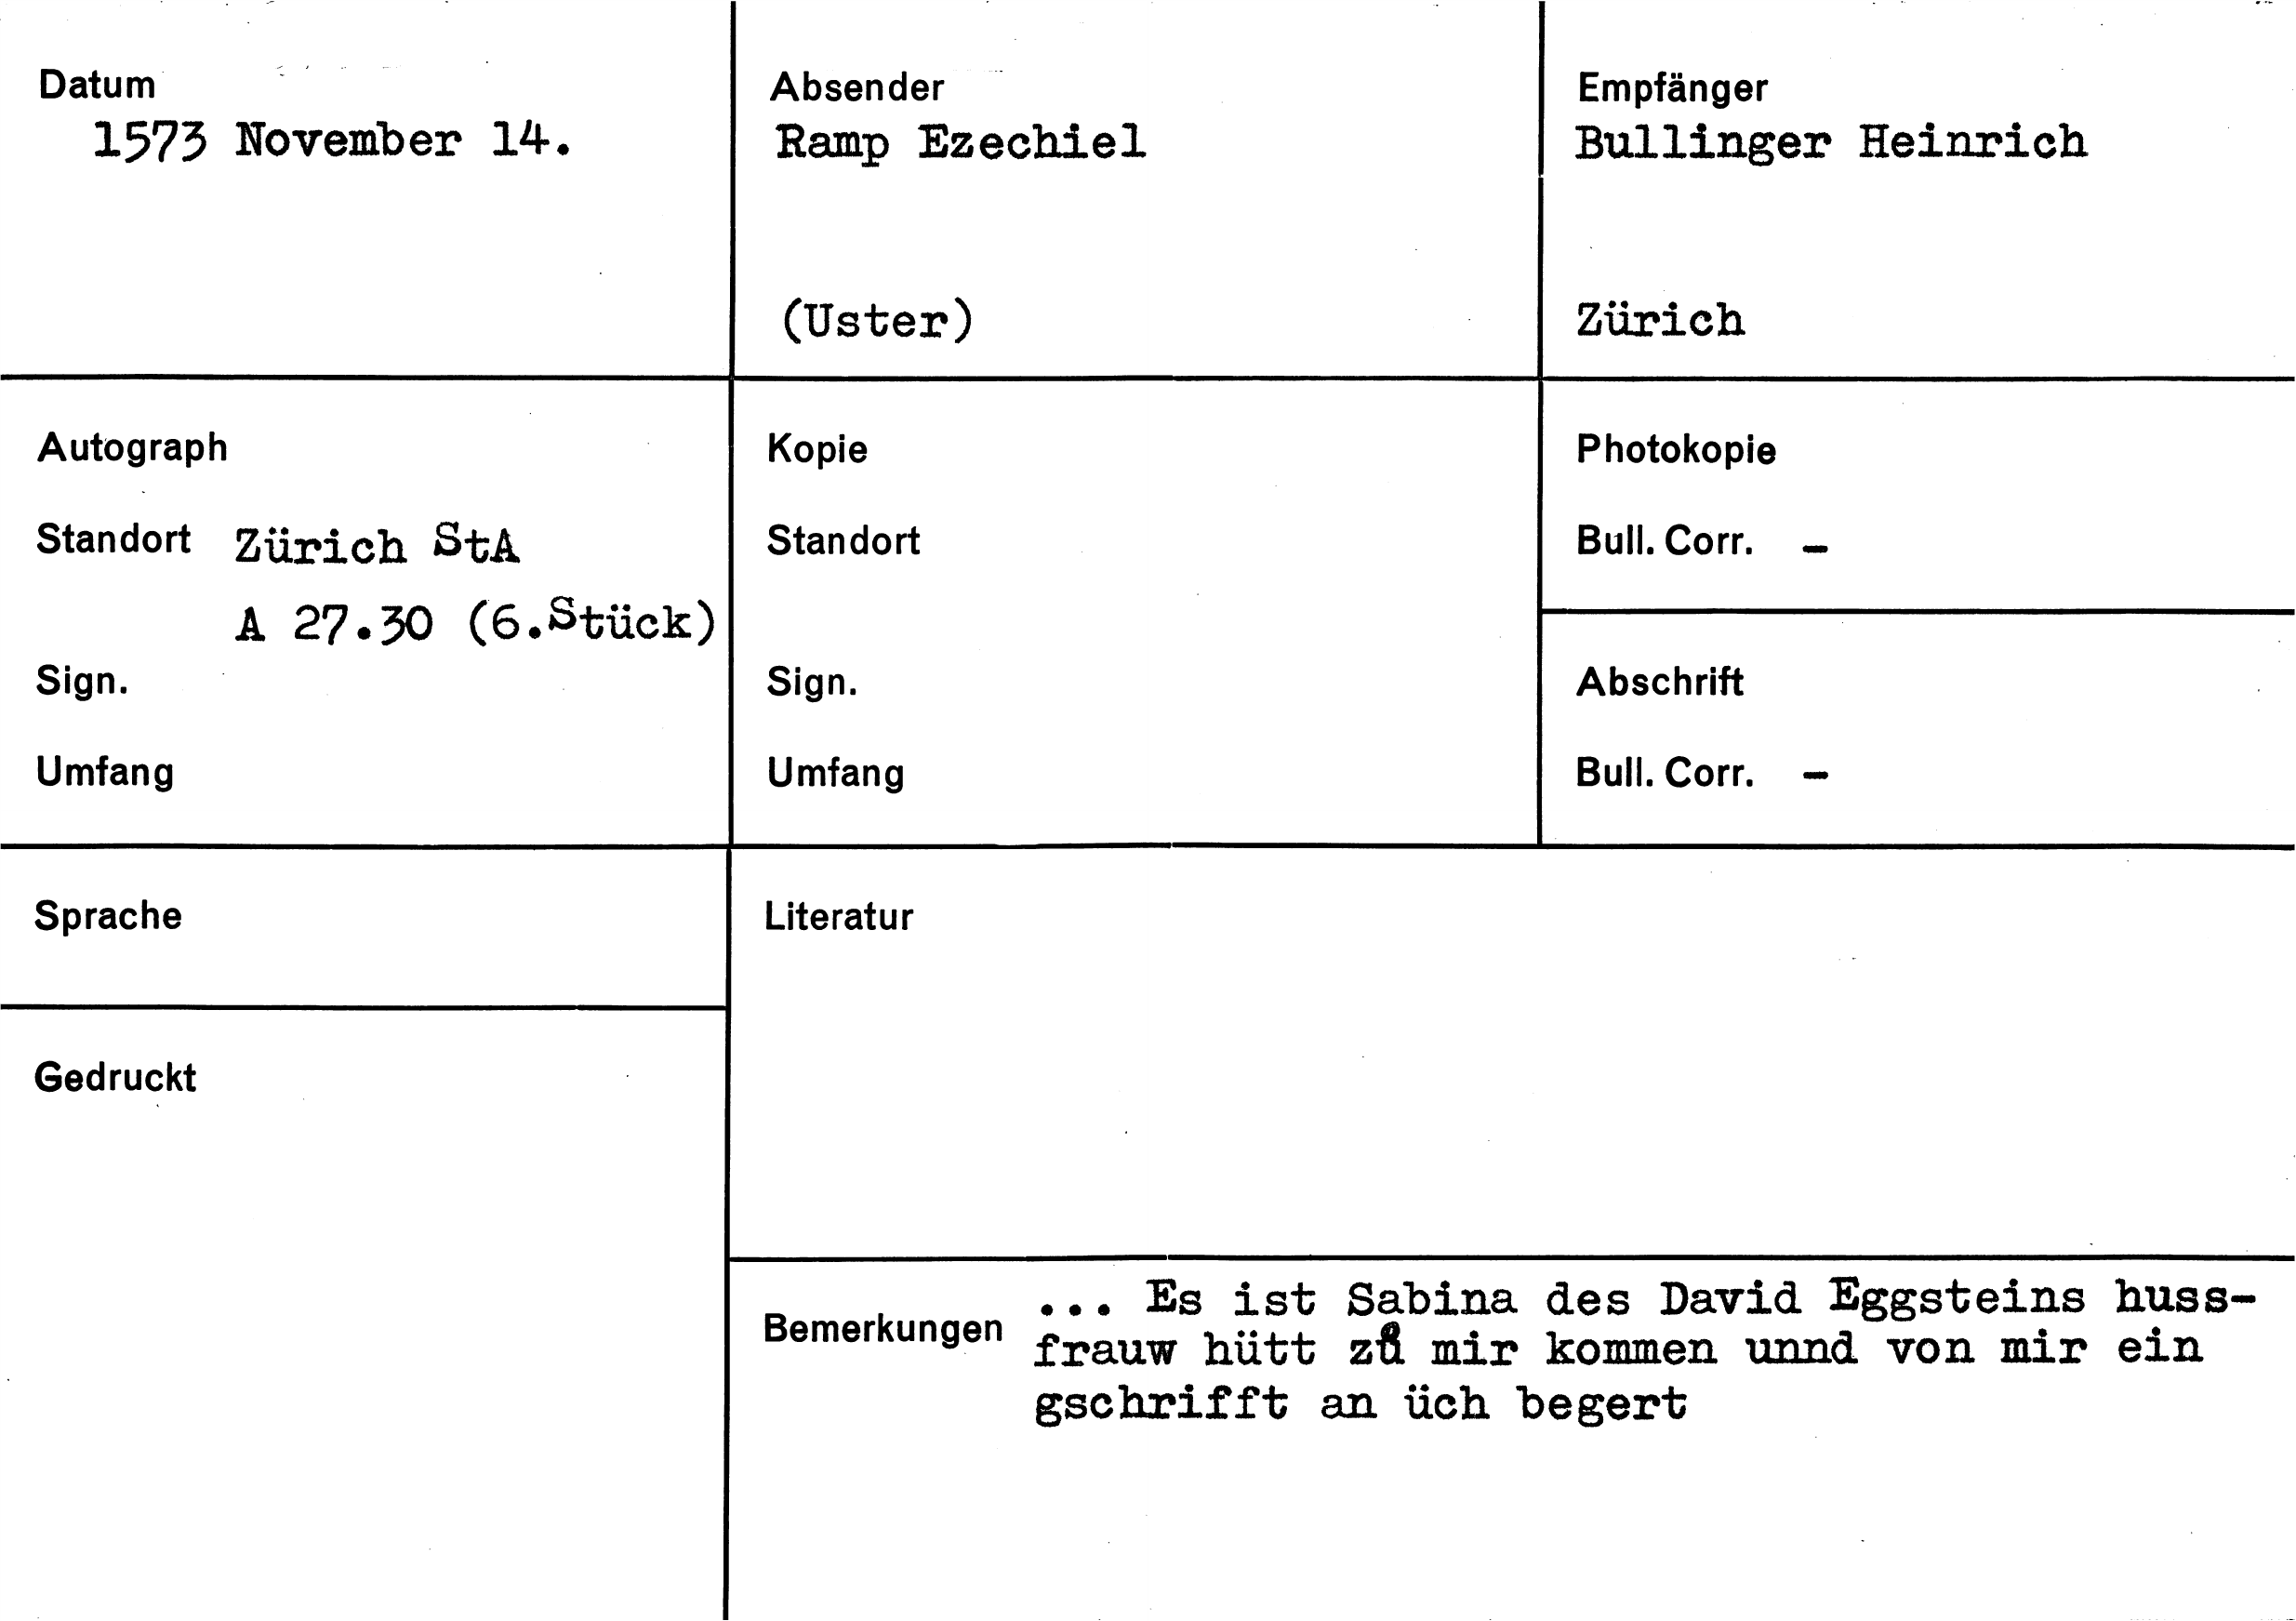 Datum
1573 November 14.
Absender
Ramp Ezechiel
(Uster)
Empfänger
Bullinger Heinrich
Zürich
Autograph
Standort Zürich StA
A 27.30 (6.Stück)
Sign.
Umfang
Kopie
Standort
Sign.
Umfang
Photokopie
Bull. Corr. -
Abschrift
Bull. Corr. -
Sprache
Gedruckt
Literatur
Bemerkungen ... Es ist Sabina des David Eggsteins huss-
frauw hütt zů mir kommen unnd von mir ein
gschrifft an üch begert